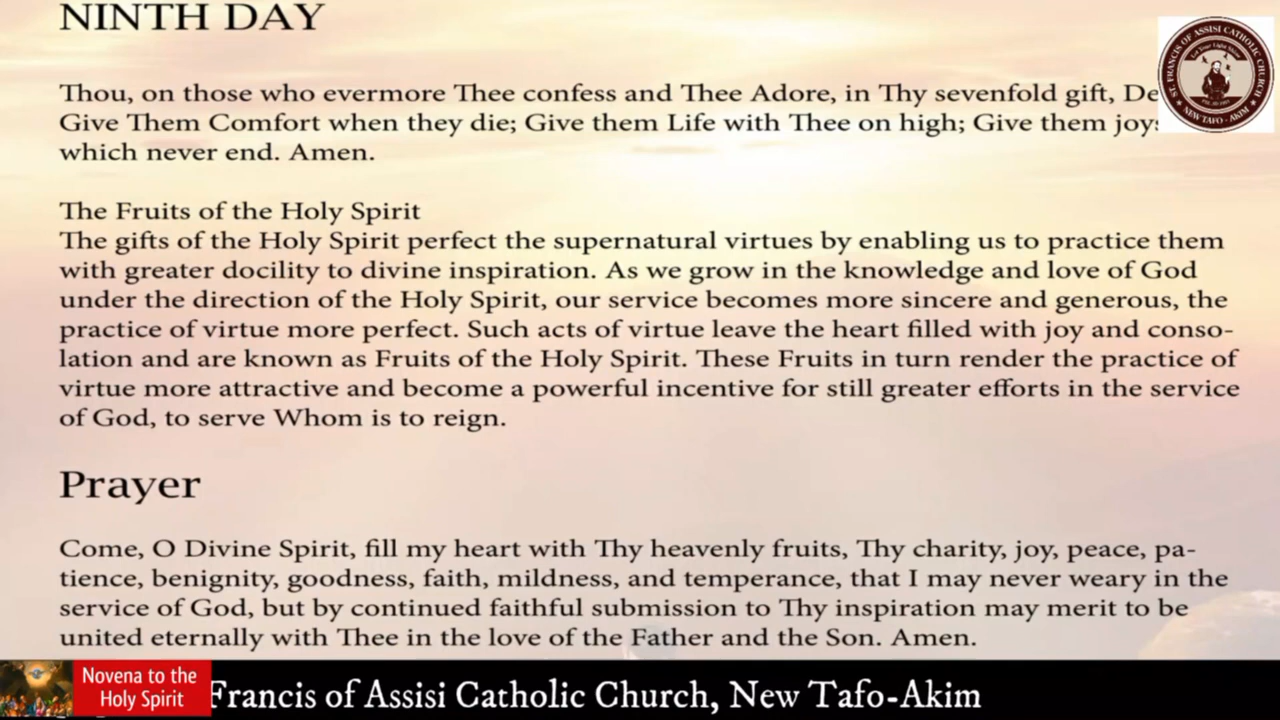 NINTH DAY
Thou, on those who evermore Thee confess and Thee Adore, in Thy sevenfold gift, De
Give Them Comfort when they die; Give them Life with Thee on high; Give them joys
which never end. Amen.
The Fruits of the Holy Spirit
The gifts of the Holy Spirit perfect the supernatural virtues by enabling us to practice them
with greater docility to divine inspiration. As we grow in the knowledge and love of God
under the direction of the Holy Spirit, our service becomes more sincere and generous, the
practice of virtue more perfect. Such acts of virtue leave the heart filled with joy and conso-
lation and are known as Fruits of the Holy Spirit. These Fruits in turn render the practice of
virtue more attractive and become a powerful incentive for still greater efforts in the service
of God, to serve Whom is to reign.
Prayer
Come, O Divine Spirit, fill my heart with Thy heavenly fruits, Thy charity, joy, peace, pa-
tience, benignity, goodness, faith, mildness, and temperance, that I may never weary in the
service of God, but by continued faithful submission to Thy inspiration may merit to be
united eternally with Thee in the love of the Father and the Son. Amen.
ST. FRANCIS OF ASSISI CATHOLIC CHURCH
Let Your Light Shine
NEW TAFO - AKIM
Novena to the
Holy Spirit
Francis of Assisi Catholic Church, New Tafo-Akim